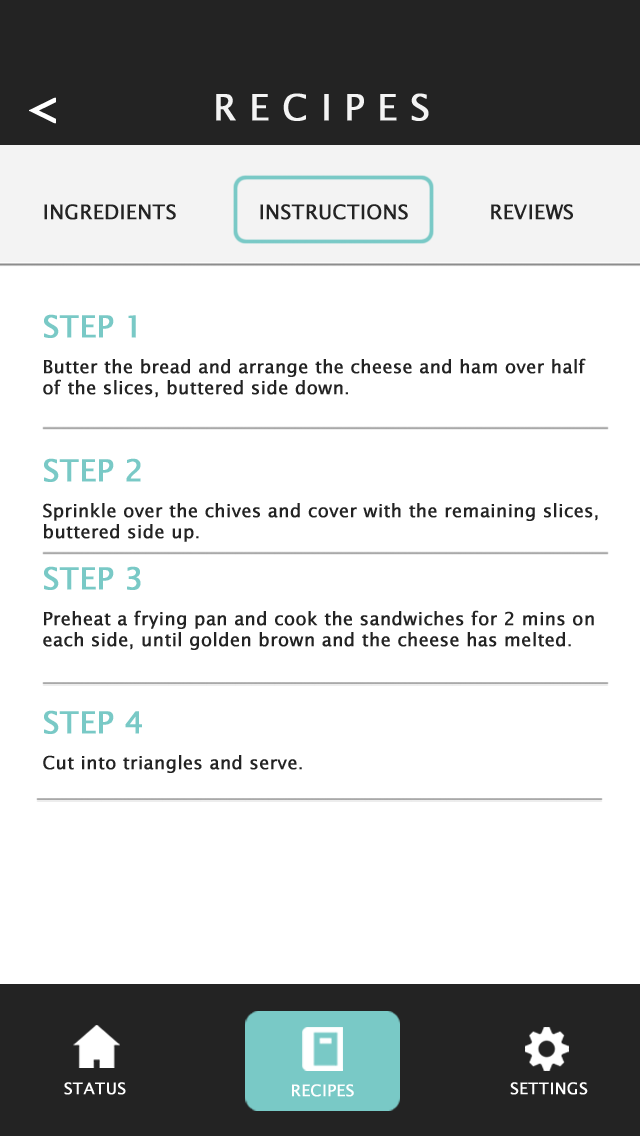 <
RECIPES
INGREDIENTS
INSTRUCTIONS
REVIEWS
STEP 1
Butter the bread and arrange the cheese and ham over half
of the slices, buttered side down.
STEP 2
Sprinkle over the chives and cover with the remaining slices,
buttered side up.
STEP 3
Preheat a frying pan and cook the sandwiches for 2 mins on
each side, until golden brown and the cheese has melted.
STEP 4
Cut into triangles and serve.
STATUS
RECIPES
SETTINGS